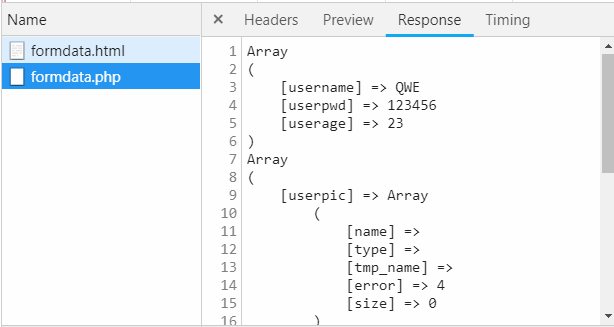 Name
× Headers Preview Response Timing
formdata.html
formdata.php
1 Array
2 (
3 [username] => QWE
4 [userpwd] => 123456
5 [userage] => 23
6 )
7 Array
8 (
9 [userpic] => Array
10 (
11 [name] =>
12 [type] =>
13 [tmp_name] =>
14 [error] => 4
15 [size] => 0
16 )